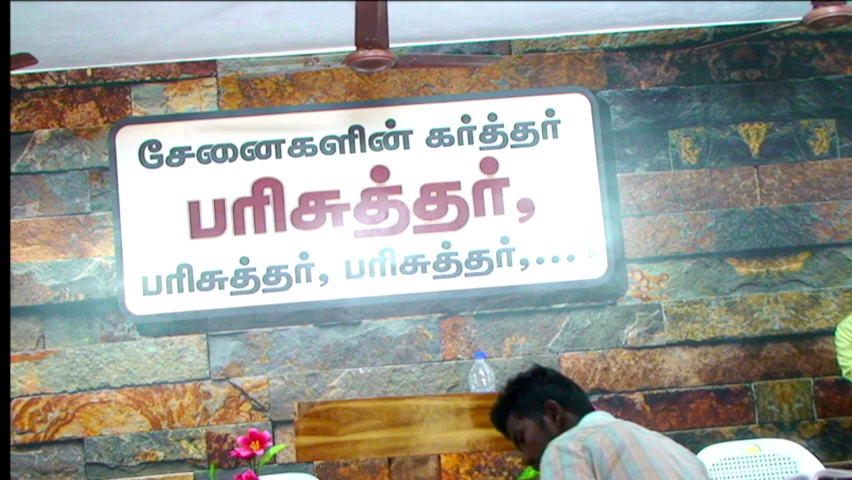 சேனைகளின் கர்த்தர்
பரிசுத்தர்,
பரிசுத்தர், பரிசுத்தர்,...